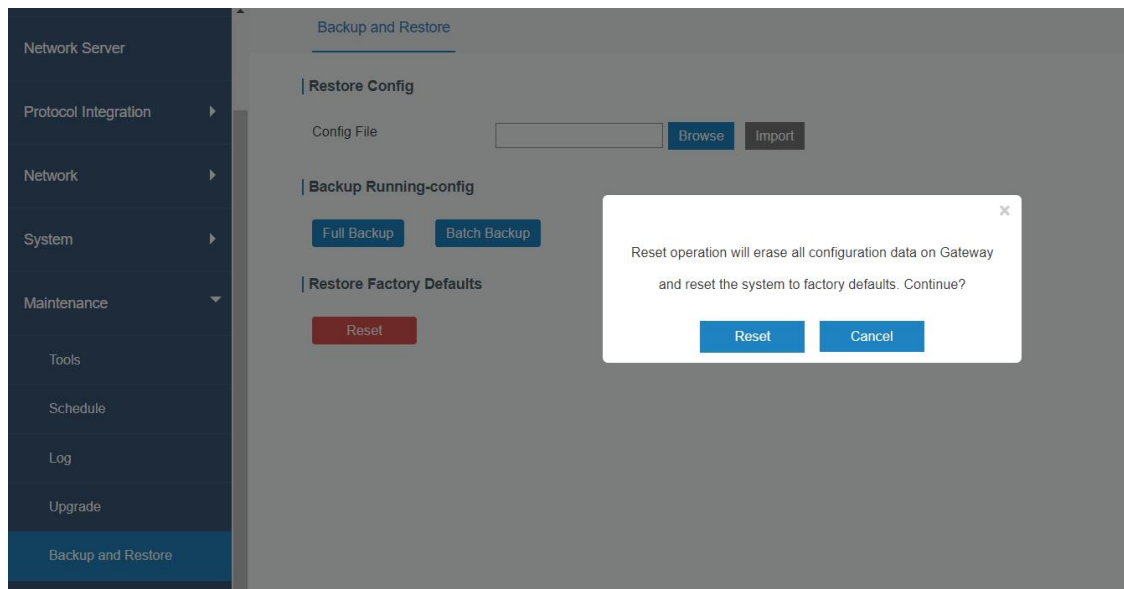 Network Server
Protocol Integration
Network
System
Maintenance
Tools
Schedule
Log
Upgrade
Backup and Restore
Backup and Restore
Restore Config
Config File
Browse Import
Backup Running-config
Full Backup Batch Backup
Restore Factory Defaults
Reset
Reset operation will erase all configuration data on Gateway
and reset the system to factory defaults. Continue?
Reset Cancel